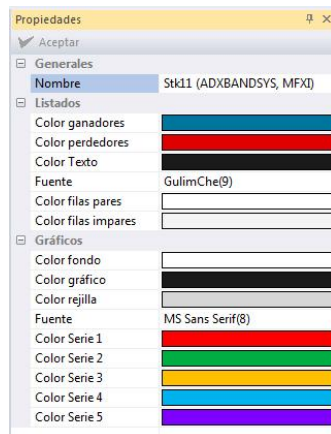 Propiedades
Aceptar
Generales
Nombre Stk11 (ADXBANDSYS, MFXI)
Listados
Color ganadores
Color perdedores
Color Texto
Fuente GulimChe(9)
Color filas pares
Color filas impares
Gráficos
Color fondo
Color gráfico
Color rejilla
Fuente MS Sans Serif(8)
Color Serie 1
Color Serie 2
Color Serie 3
Color Serie 4
Color Serie 5